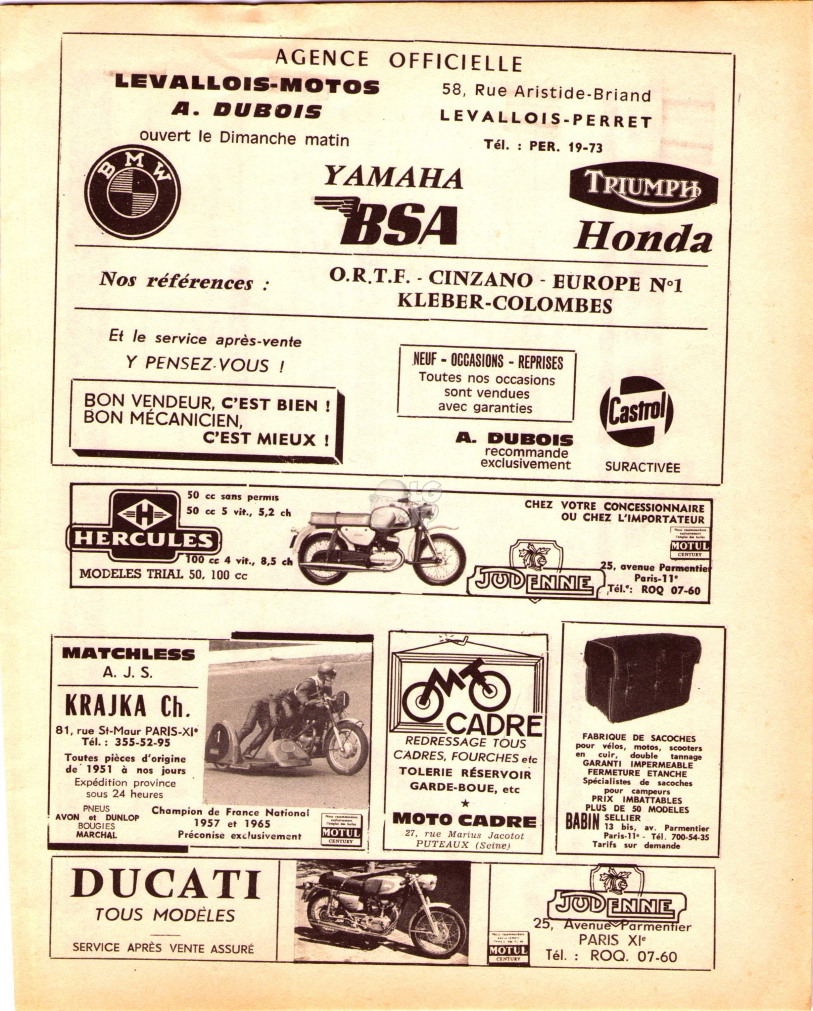 AGENCE OFFICIELLE
LEVALLOIS-MOTOS
A. DUBOIS
ouvert le Dimanche matin
58, Rue Aristide-Briand
LEVALLOIS-PERRET
Tél. : PER. 19-73
BMW
YAMAHA
BSA
TRIUMPH
Honda
Nos références :
O.R.T.F. - CINZANO - EUROPE N°1
KLEBER-COLOMBES
Et le service après-vente
Y PENSEZ-VOUS !
BON VENDEUR, C'EST BIEN !
BON MÉCANICIEN,
C'EST MIEUX !
NEUF - OCCASIONS - REPRISES
Toutes nos occasions
sont vendues
avec garanties
A. DUBOIS
recommande
exclusivement
Castrol
SURACTIVÉE
HERCULES
50 cc sans permis
50 cc 5 vit., 5,2 ch
100 cc 4 vit., 8,5 ch
MODELES TRIAL 50, 100 cc
CHEZ VOTRE CONCESSIONNAIRE
OU CHEZ L'IMPORTATEUR
MOTUL
CENTURY
JUDENNE
25, avenue Parmentier
Paris-11e
Tél.: ROQ 07-60
MATCHLESS
A. J. S.
KRAJKA Ch.
81, rue St-Maur PARIS-XIe
Tél. : 355-52-95
Toutes pièces d'origine
de 1951 à nos jours
Expédition province
sous 24 heures
PNEUS
AVON et DUNLOP
BOUGIES
MARCHAL
1
Champion de France National
1957 et 1965
Préconise exclusivement
MOTUL
CENTURY
MOTO
CADRE
REDRESSAGE TOUS
CADRES, FOURCHES etc
TOLERIE RÉSERVOIR
GARDE-BOUE, etc
★
MOTO CADRE
27, rue Marius Jacotot
PUTEAUX (Seine)
FABRIQUE DE SACOCHES
pour vélos, motos, scooters
en cuir, double tannage
GARANTI IMPERMEABLE
FERMETURE ETANCHE
Spécialistes de sacoches
pour campeurs
PRIX IMBATTABLES
PLUS DE 50 MODELES
BABIN SELLIER
13 bis, av. Parmentier
Paris-11e - Tél. 700-54-35
Tarifs sur demande
DUCATI
TOUS MODÈLES
SERVICE APRÈS VENTE ASSURÉ
MOTUL
CENTURY
JUDENNE
25, Avenue Parmentier
PARIS XIe
Tél. : ROQ. 07-60